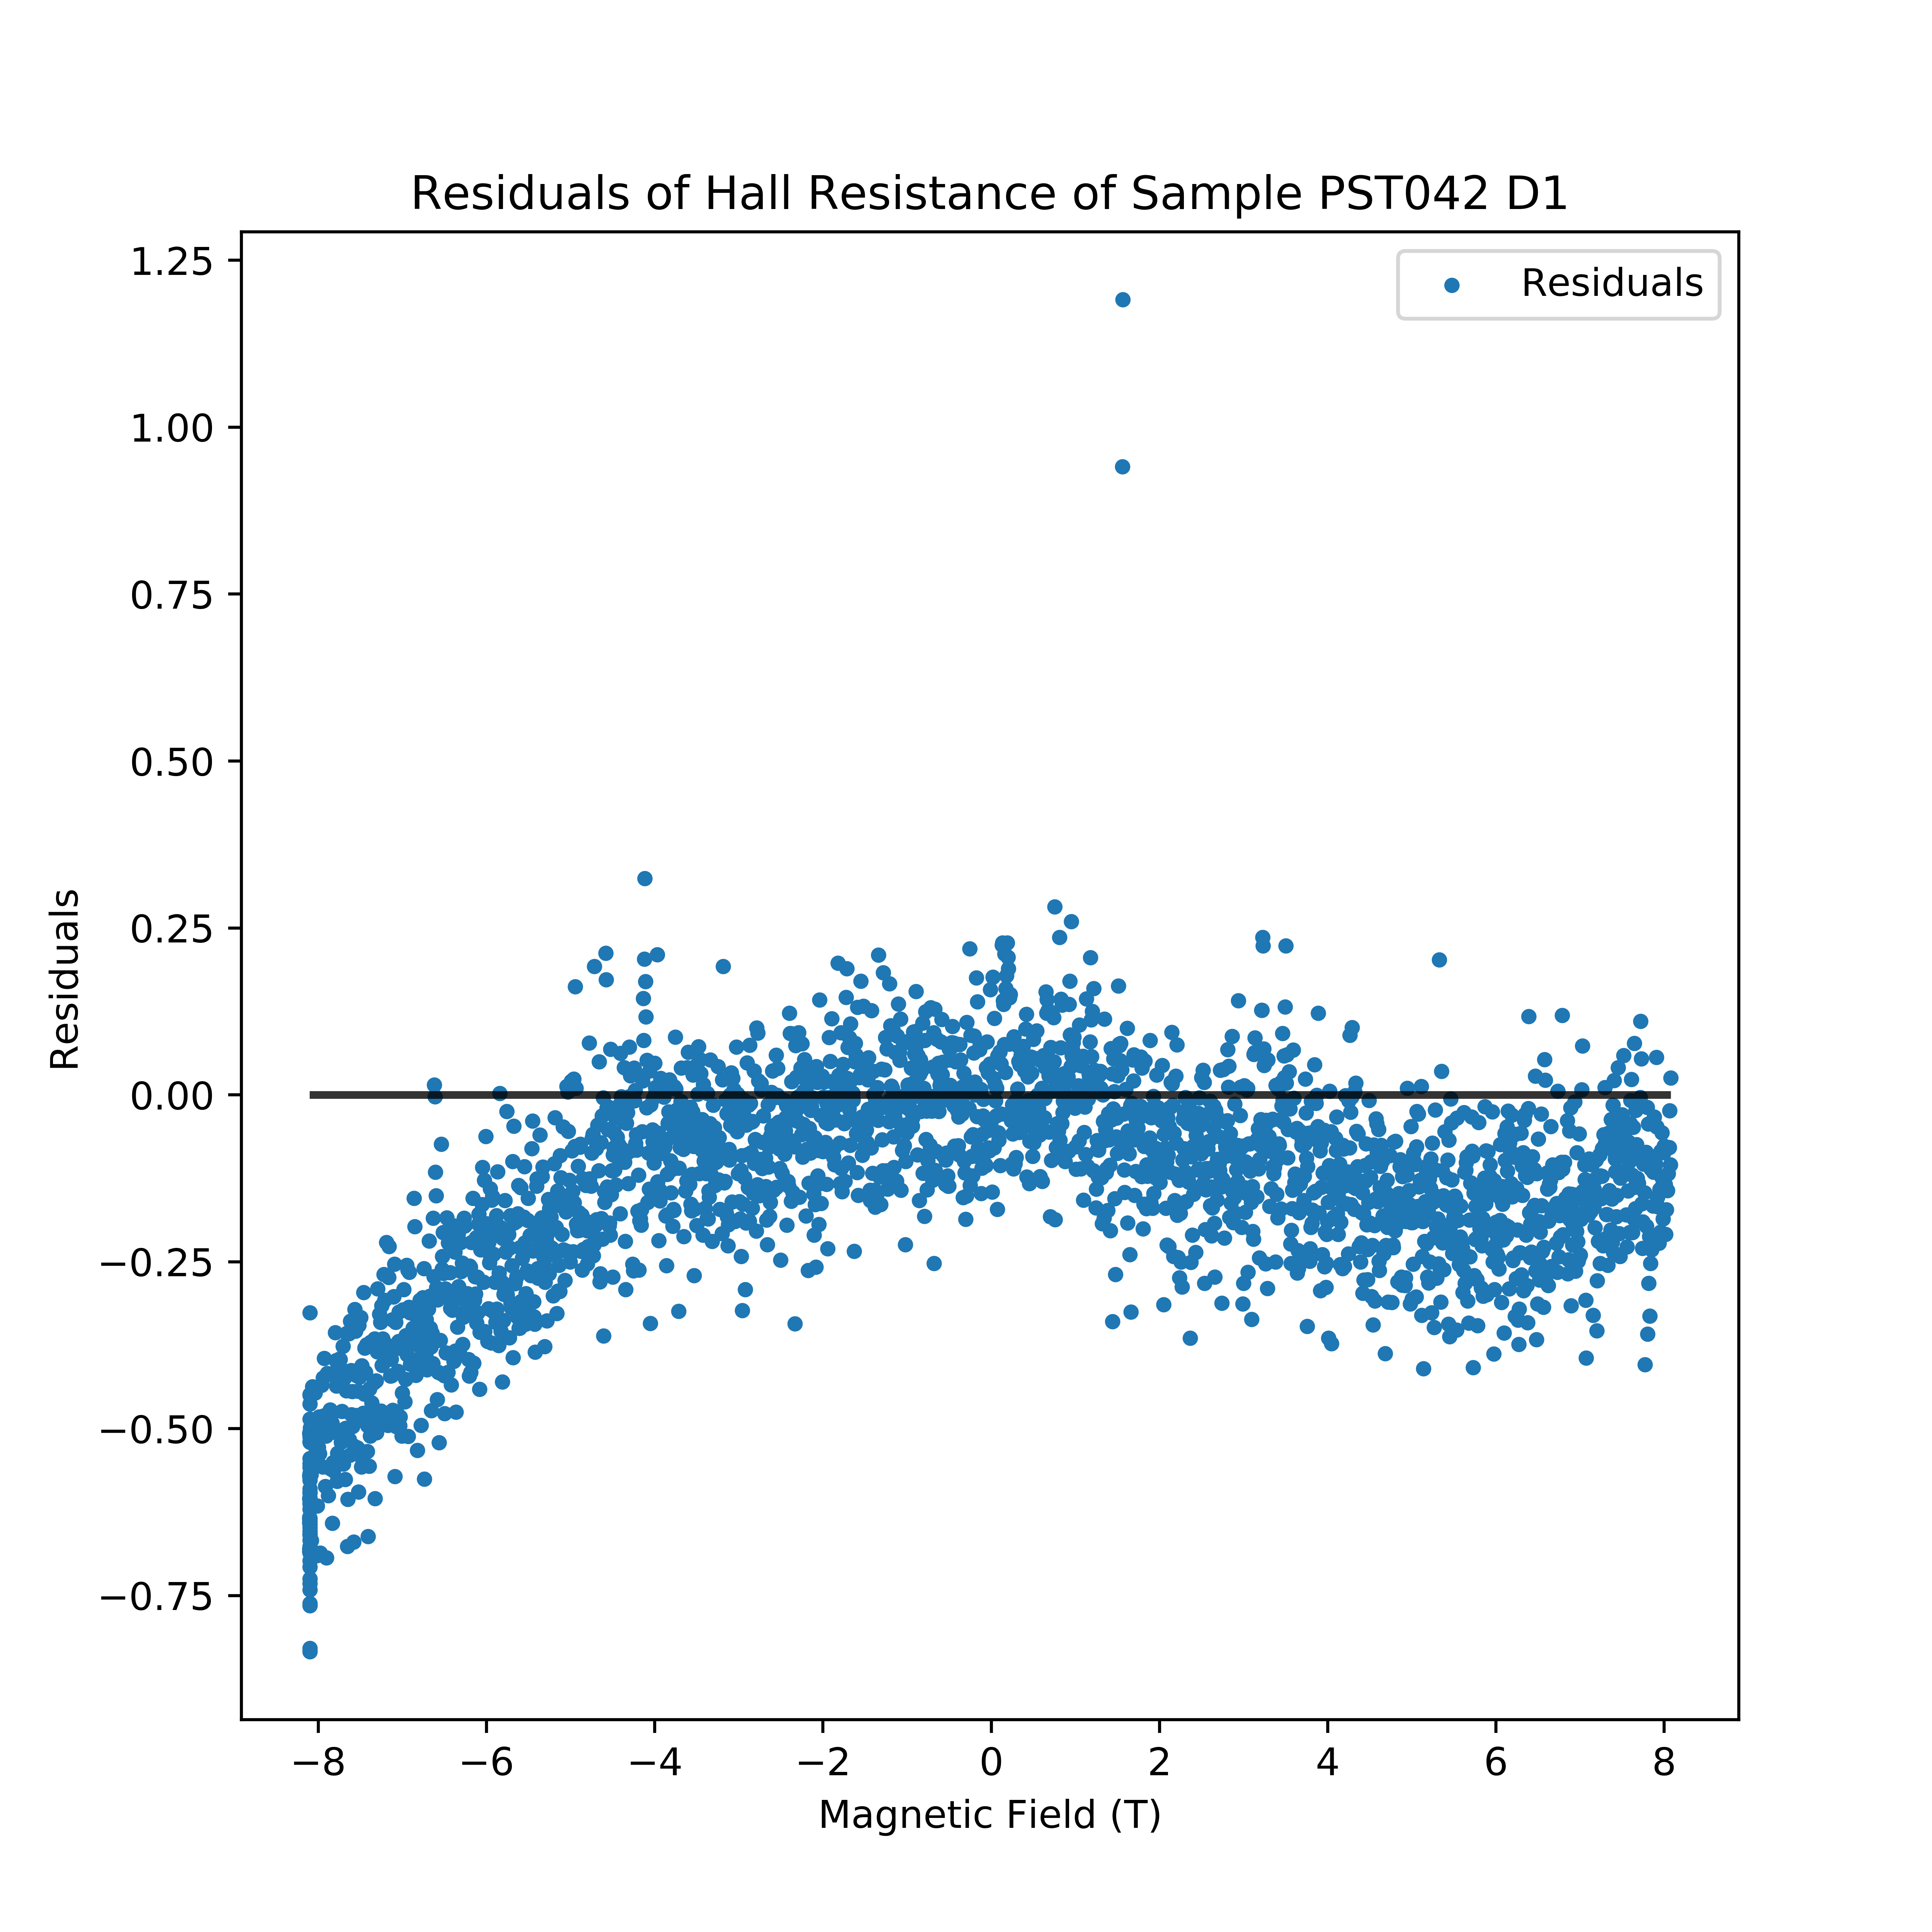 Residuals of Hall Resistance of Sample PST042 D1
Residuals
1.25
1.00
0.75
0.50
0.25
0.00
−0.25
−0.50
−0.75
Residuals
−8 −6 −4 −2 0 2 4 6 8
Magnetic Field (T)